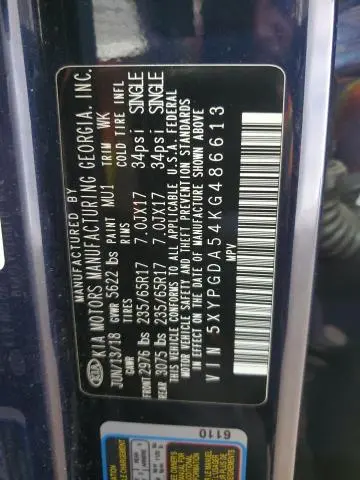 MANUFACTURED BY
KIA KIA MOTORS MANUFACTURING GEORGIA, INC.
JUN/13/18 GVWR 5622 lbs PAINT MU1 TRIM WK
GWR TIRES RIMS COLD TIRE INFL
FRONT 2976 lbs 235/65R17 7.0JX17 34psi SINGLE
REAR 3075 lbs 235/65R17 7.0JX17 34psi SINGLE
THIS VEHICLE CONFORMS TO ALL APPLICABLE U.S.A. FEDERAL
MOTOR VEHICLE SAFETY AND THEFT PREVENTION STANDARDS
IN EFFECT ON THE DATE OF MANUFACTURE SHOWN ABOVE
VIN 5XYPGDA54KG486613
MPV
6110